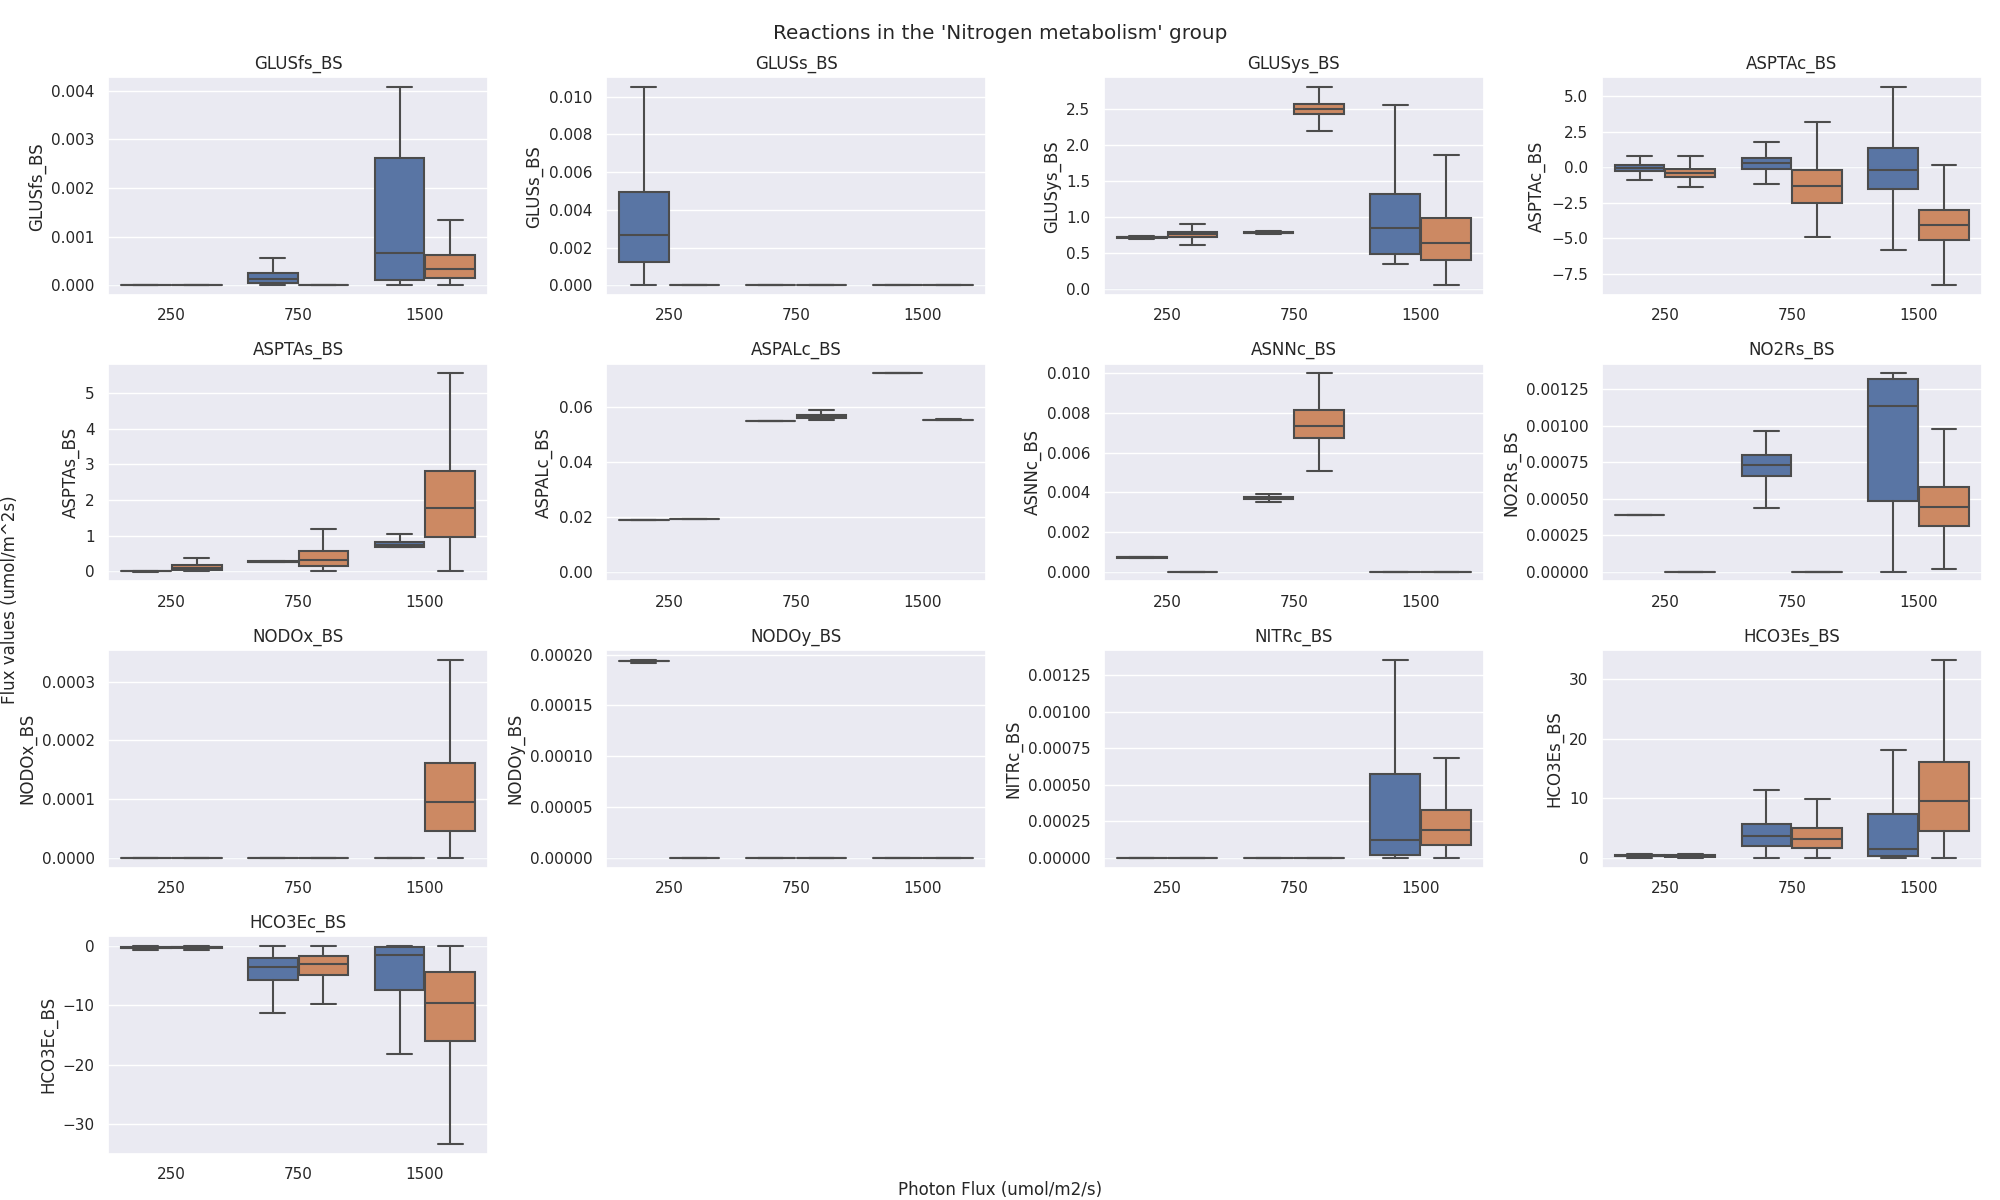 Reactions in the 'Nitrogen metabolism' group
GLUSfs_BS
GLUSfs_BS
0.004
0.003
0.002
0.001
0.000
250 750 1500
GLUSs_BS
GLUSs_BS
0.010
0.008
0.006
0.004
0.002
0.000
250 750 1500
GLUSys_BS
GLUSys_BS
2.5
2.0
1.5
1.0
0.5
0.0
250 750 1500
ASPTAc_BS
ASPTAc_BS
5.0
2.5
0.0
−2.5
−5.0
−7.5
250 750 1500
ASPTAs_BS
ASPTAs_BS
5
4
3
2
1
0
250 750 1500
ASPALc_BS
ASPALc_BS
0.06
0.04
0.02
0.00
250 750 1500
ASNNc_BS
ASNNc_BS
0.010
0.008
0.006
0.004
0.002
0.000
250 750 1500
NO2Rs_BS
NO2Rs_BS
0.00125
0.00100
0.00075
0.00050
0.00025
0.00000
250 750 1500
Flux values (umol/m^2s)
NODOx_BS
NODOx_BS
0.0003
0.0002
0.0001
0.0000
250 750 1500
NODOy_BS
NODOy_BS
0.00020
0.00015
0.00010
0.00005
0.00000
250 750 1500
NITRc_BS
NITRc_BS
0.00125
0.00100
0.00075
0.00050
0.00025
0.00000
250 750 1500
HCO3Es_BS
HCO3Es_BS
30
20
10
0
250 750 1500
HCO3Ec_BS
HCO3Ec_BS
0
−10
−20
−30
250 750 1500
Photon Flux (umol/m2/s)